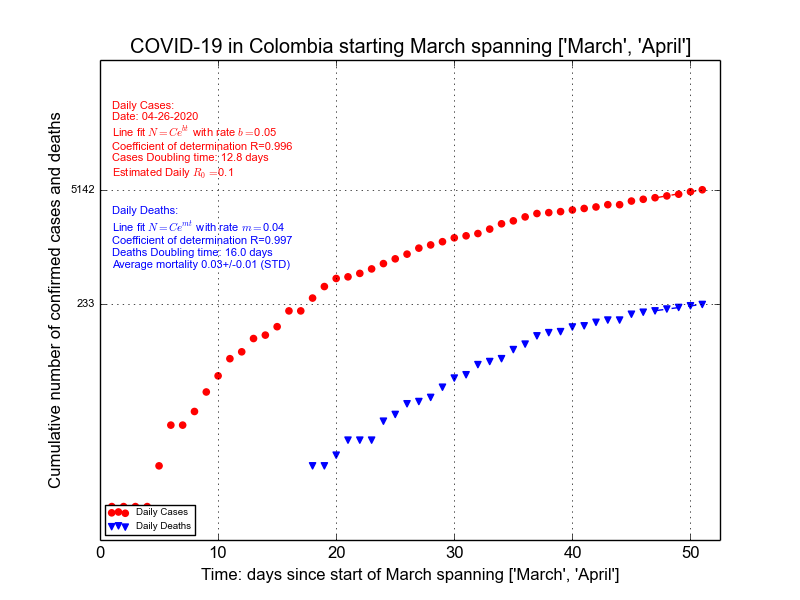 COVID-19 in Colombia starting March spanning ['March', 'April']
Daily Cases:
Date: 04-26-2020
Line fit N = Ce^{bt} with rate b =0.05
Coefficient of determination R=0.996
Cases Doubling time: 12.8 days
Estimated Daily R_0 =0.1
5142
Daily Deaths:
Line fit N = Ce^{mt} with rate m =0.04
Coefficient of determination R=0.997
Deaths Doubling time: 16.0 days
Average mortality 0.03+/-0.01 (STD)
233
Cumulative number of confirmed cases and deaths
Daily Cases
Daily Deaths
0 10 20 30 40 50
Time: days since start of March spanning ['March', 'April']